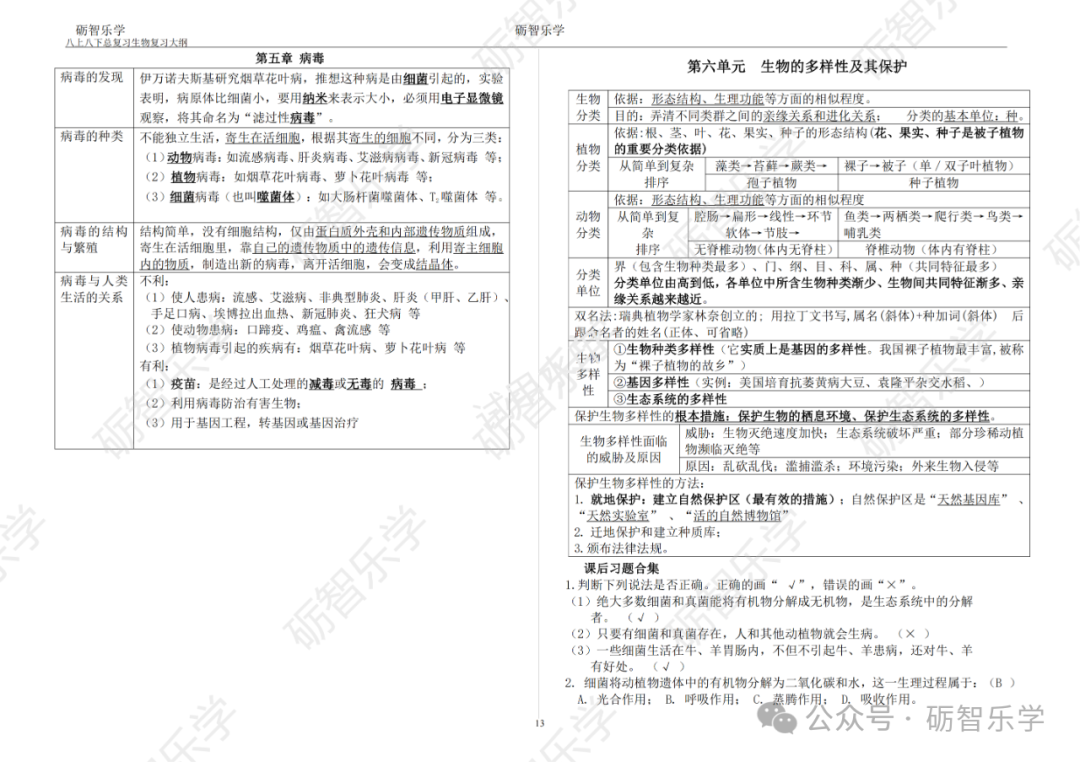 砺智乐学
八上八下总复习生物复习大纲
第五章 病毒
病毒的发现
伊万诺夫斯基研究烟草花叶病，推想这种病是由细菌引起的，实验
表明，病原体比细菌小，要用纳米来表示大小，必须用电子显微镜
观察，将其命名为“滤过性病毒”。
病毒的种类
不能独立生活，寄生在活细胞，根据其寄生的细胞不同，分为三类：
（1）动物病毒：如流感病毒、肝炎病毒、艾滋病病毒、新冠病毒 等；
（2）植物病毒：如烟草花叶病毒、萝卜花叶病毒 等；
（3）细菌病毒（也叫噬菌体）：如大肠杆菌噬菌体、T₂噬菌体 等。
病毒的结构
与繁殖
结构简单，没有细胞结构，仅由蛋白质外壳和内部遗传物质组成，
寄生在活细胞里，靠自己的遗传物质中的遗传信息，利用寄主细胞
内的物质，制造出新的病毒，离开活细胞，会变成结晶体。
病毒与人类
生活的关系
不利：
（1）使人患病：流感、艾滋病、非典型肺炎、肝炎（甲肝、乙肝）、
手足口病、埃博拉出血热、新冠肺炎、狂犬病 等
（2）使动物患病：口蹄疫、鸡瘟、禽流感 等
（3）植物病毒引起的疾病有：烟草花叶病、萝卜花叶病 等
有利：
（1）疫苗：是经过人工处理的减毒或无毒的 病毒 ；
（2）利用病毒防治有害生物；
（3）用于基因工程，转基因或基因治疗
砺智乐学
第六单元 生物的多样性及其保护
生物
分类
依据：形态结构、生理功能等方面的相似程度。
目的：弄清不同类群之间的亲缘关系和进化关系； 分类的基本单位：种。
植物
分类
依据:根、茎、叶、花、果实、种子的形态结构(花、果实、种子是被子植物
的重要分类依据)
从简单到复杂
排序
藻类→苔藓→蕨类→
裸子→被子（单/双子叶植物）
孢子植物
种子植物
动物
分类
依据：形态结构、生理功能等方面的相似程度
从简单到复
杂
排序
腔肠→扁形→线性→环节
软体→节肢→
鱼类→两栖类→爬行类→鸟类→
哺乳类
无脊椎动物(体内无脊柱)
脊椎动物（体内有脊柱）
分类
单位
界（包含生物种类最多）、门、纲、目、科、属、种（共同特征最多）
分类单位由高到低，各单位中所含生物种类渐少、生物间共同特征渐多、亲
缘关系越来越近。
双名法:瑞典植物学家林奈创立的; 用拉丁文书写,属名(斜体)+种加词(斜体) 后
跟命名者的姓名(正体、可省略)
生物
多样
性
①生物种类多样性（它实质上是基因的多样性。我国裸子植物最丰富,被称
为“裸子植物的故乡”）
②基因多样性（实例：美国培育抗萎黄病大豆、袁隆平杂交水稻、）
③生态系统的多样性
保护生物多样性的根本措施：保护生物的栖息环境、保护生态系统的多样性。
生物多样性面临
的威胁及原因
威胁：生物灭绝速度加快；生态系统破坏严重；部分珍稀动植
物濒临灭绝等
原因：乱砍乱伐；滥捕滥杀；环境污染；外来生物入侵等
保护生物多样性的方法：
1. 就地保护：建立自然保护区（最有效的措施）；自然保护区是“天然基因库” 、
“天然实验室” 、“活的自然博物馆”
2. 迁地保护和建立种质库；
3.颁布法律法规。
课后习题合集
1.判断下列说法是否正确。正确的画“ √”，错误的画“×”。
（1）绝大多数细菌和真菌能将有机物分解成无机物，是生态系统中的分解
者。（ √ ）
（2）只要有细菌和真菌存在，人和其他动植物就会生病。（× ）
（3）一些细菌生活在牛、羊胃肠内，不但不引起牛、羊患病，还对牛、羊
有好处。（ √ ）
2. 细菌将动植物遗体中的有机物分解为二氧化碳和水，这一生理过程属于:（B ）
A. 光合作用； B. 呼吸作用； C. 蒸腾作用； D. 吸收作用。
13
公众号 · 砺智乐学